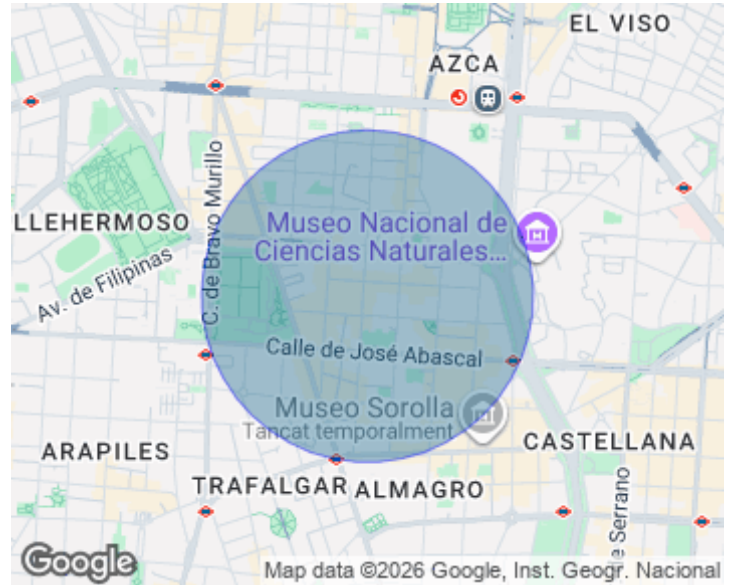 EL VISO
AZCA
C. de Bravo Murillo
LLEHERMOSO
Av. de Filipinas
Museo Nacional de
Ciencias Naturales...
Calle de José Abascal
Museo Sorolla
Tancat temporalment
ARAPILES
CASTELLANA
TRAFALGAR
ALMAGRO
e Serrano
Google
Map data ©2026 Google, Inst. Geogr. Nacional